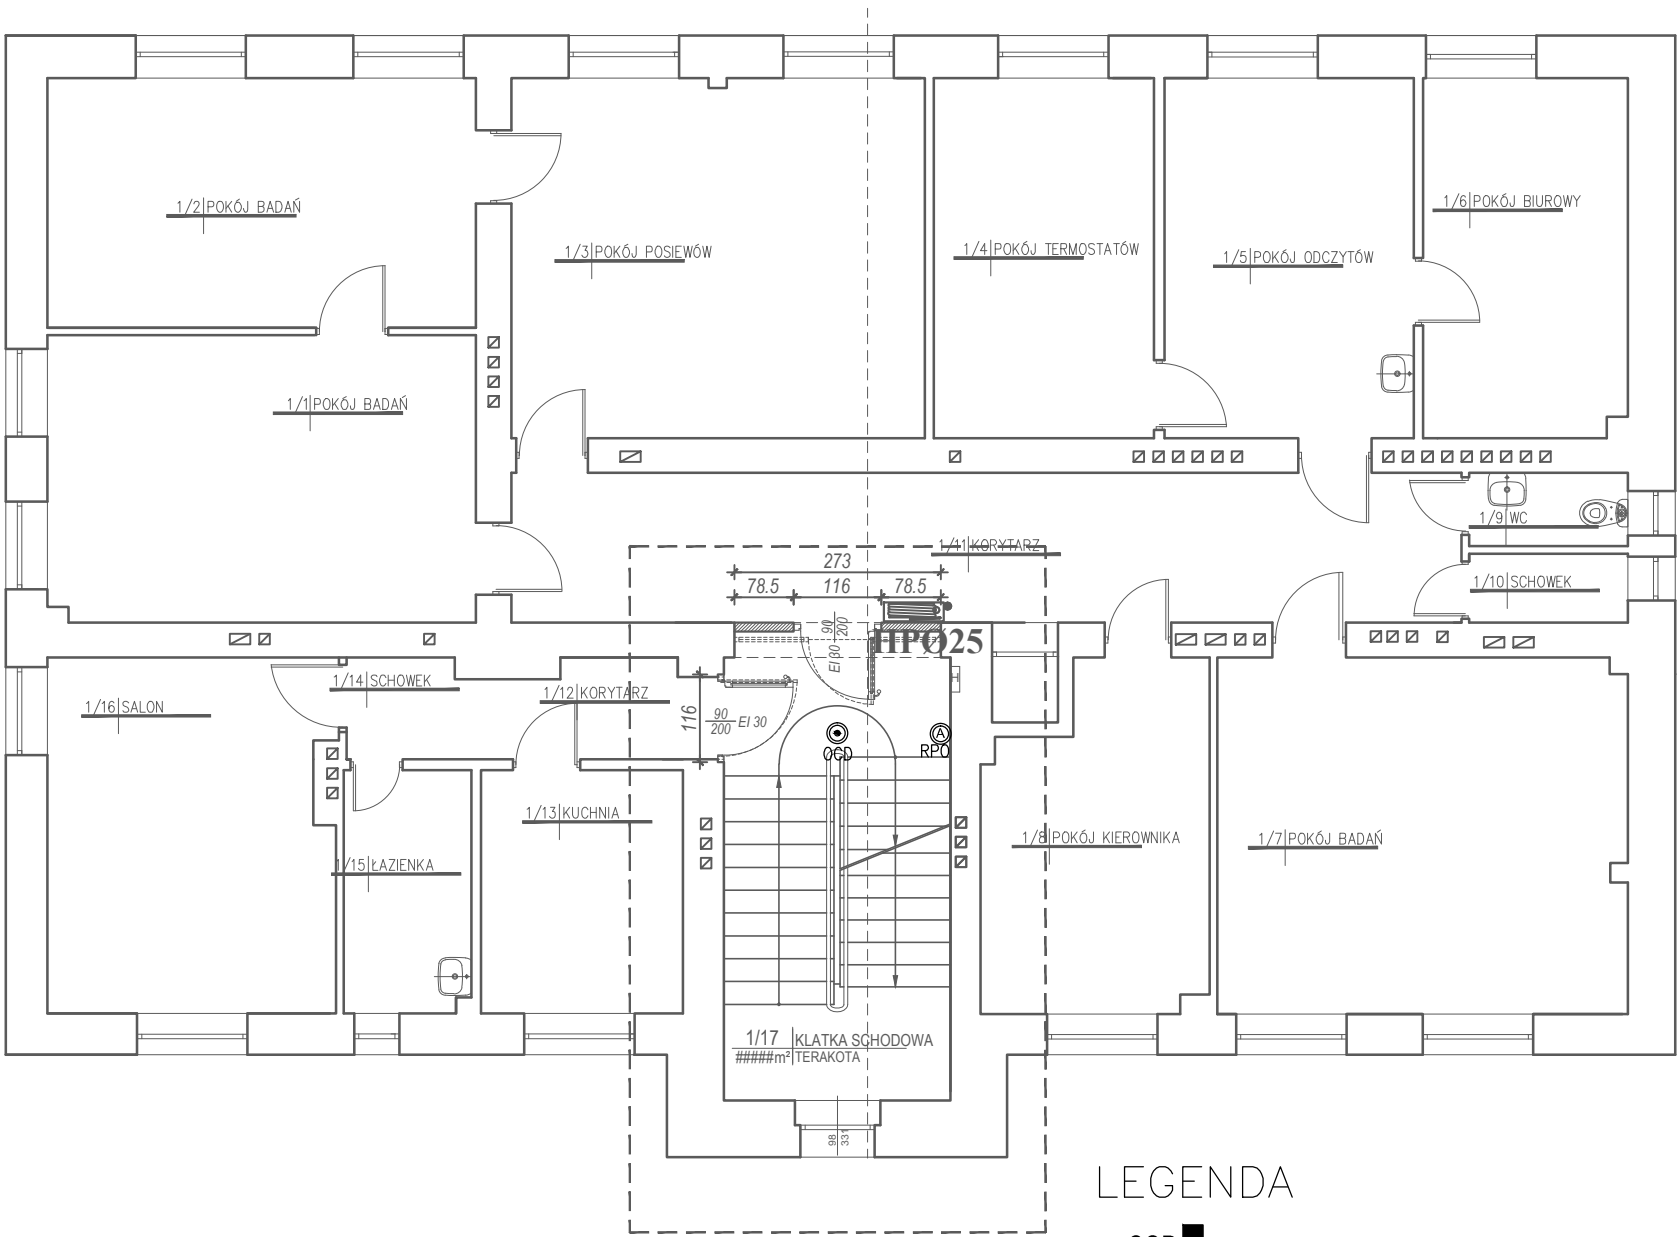 1/2 POKÓJ BADAŃ
1/6 POKÓJ BIUROWY
1/3 POKÓJ POSIEWÓW
1/4 POKÓJ TERMOSTATÓW
1/5 POKÓJ ODCZYTÓW
1/1 POKÓJ BADAŃ
1/9 WC
1/11 KORYTARZ
273
78.5 116 78.5
1/10 SCHOWEK
90
200
EI 30
HPØ25
1/14 SCHOWEK
1/12 KORYTARZ
1/16 SALON
116
90
200
EI 30
OCD
RPO
1/13 KUCHNIA
1/8 POKÓJ KIEROWNIKA
1/7 POKÓJ BADAŃ
1/15 ŁAZIENKA
1/17 KLATKA SCHODOWA
#####m² TERAKOTA
98
331
LEGENDA